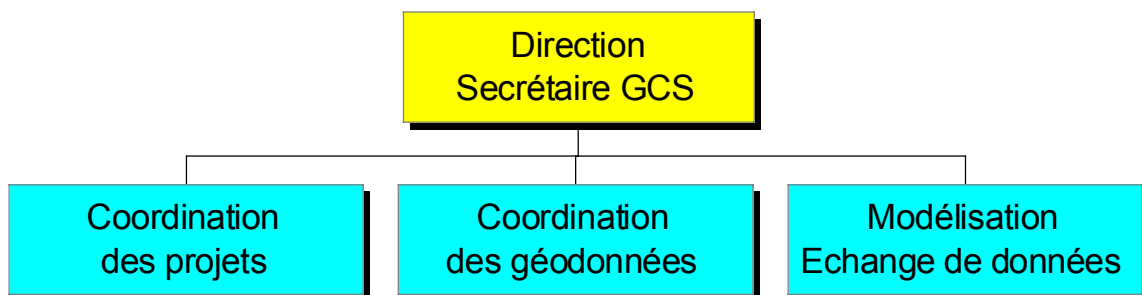 Direction
Secrétaire GCS
Coordination
des projets
Coordination
des géodonnées
Modélisation
Echange de données